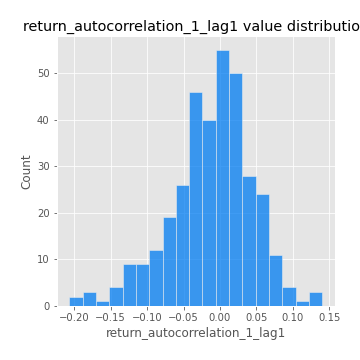 return_autocorrelation_1_lag1 value distributio
50
40
30
20
10
0
Count
−0.20 −0.15 −0.10 −0.05 0.00 0.05 0.10 0.15
return_autocorrelation_1_lag1